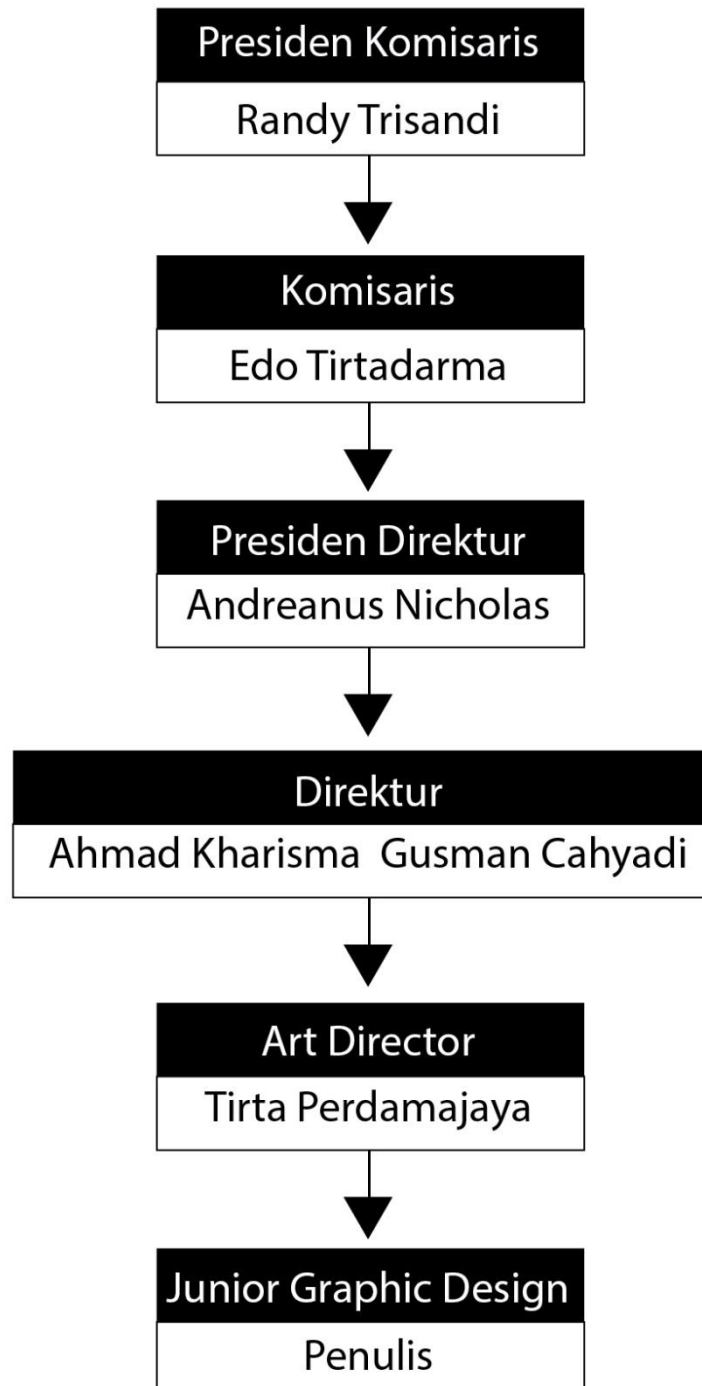 Presiden Komisaris
Randy Trisandi
Komisaris
Edo Tirtadarma
Presiden Direktur
Andreanus Nicholas
Direktur
Ahmad Kharisma Gusman Cahyadi
Art Director
Tirta Perdamajaya
Junior Graphic Design
Penulis